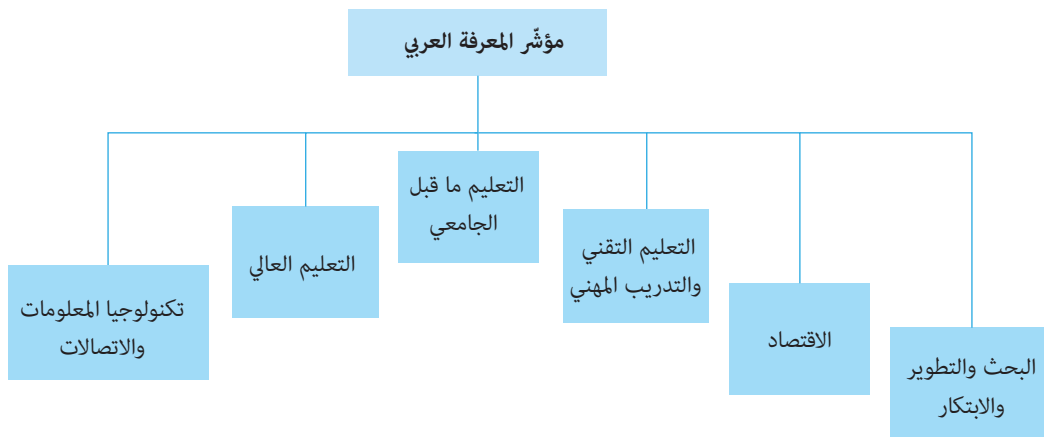 مؤشّر المعرفة العربي
التعليم ما قبل
الجامعي
التعليم العالي
التعليم التقني
والتدريب المهني
تكنولوجيا المعلومات
والاتصالات
الاقتصاد
البحث والتطوير
والابتكار